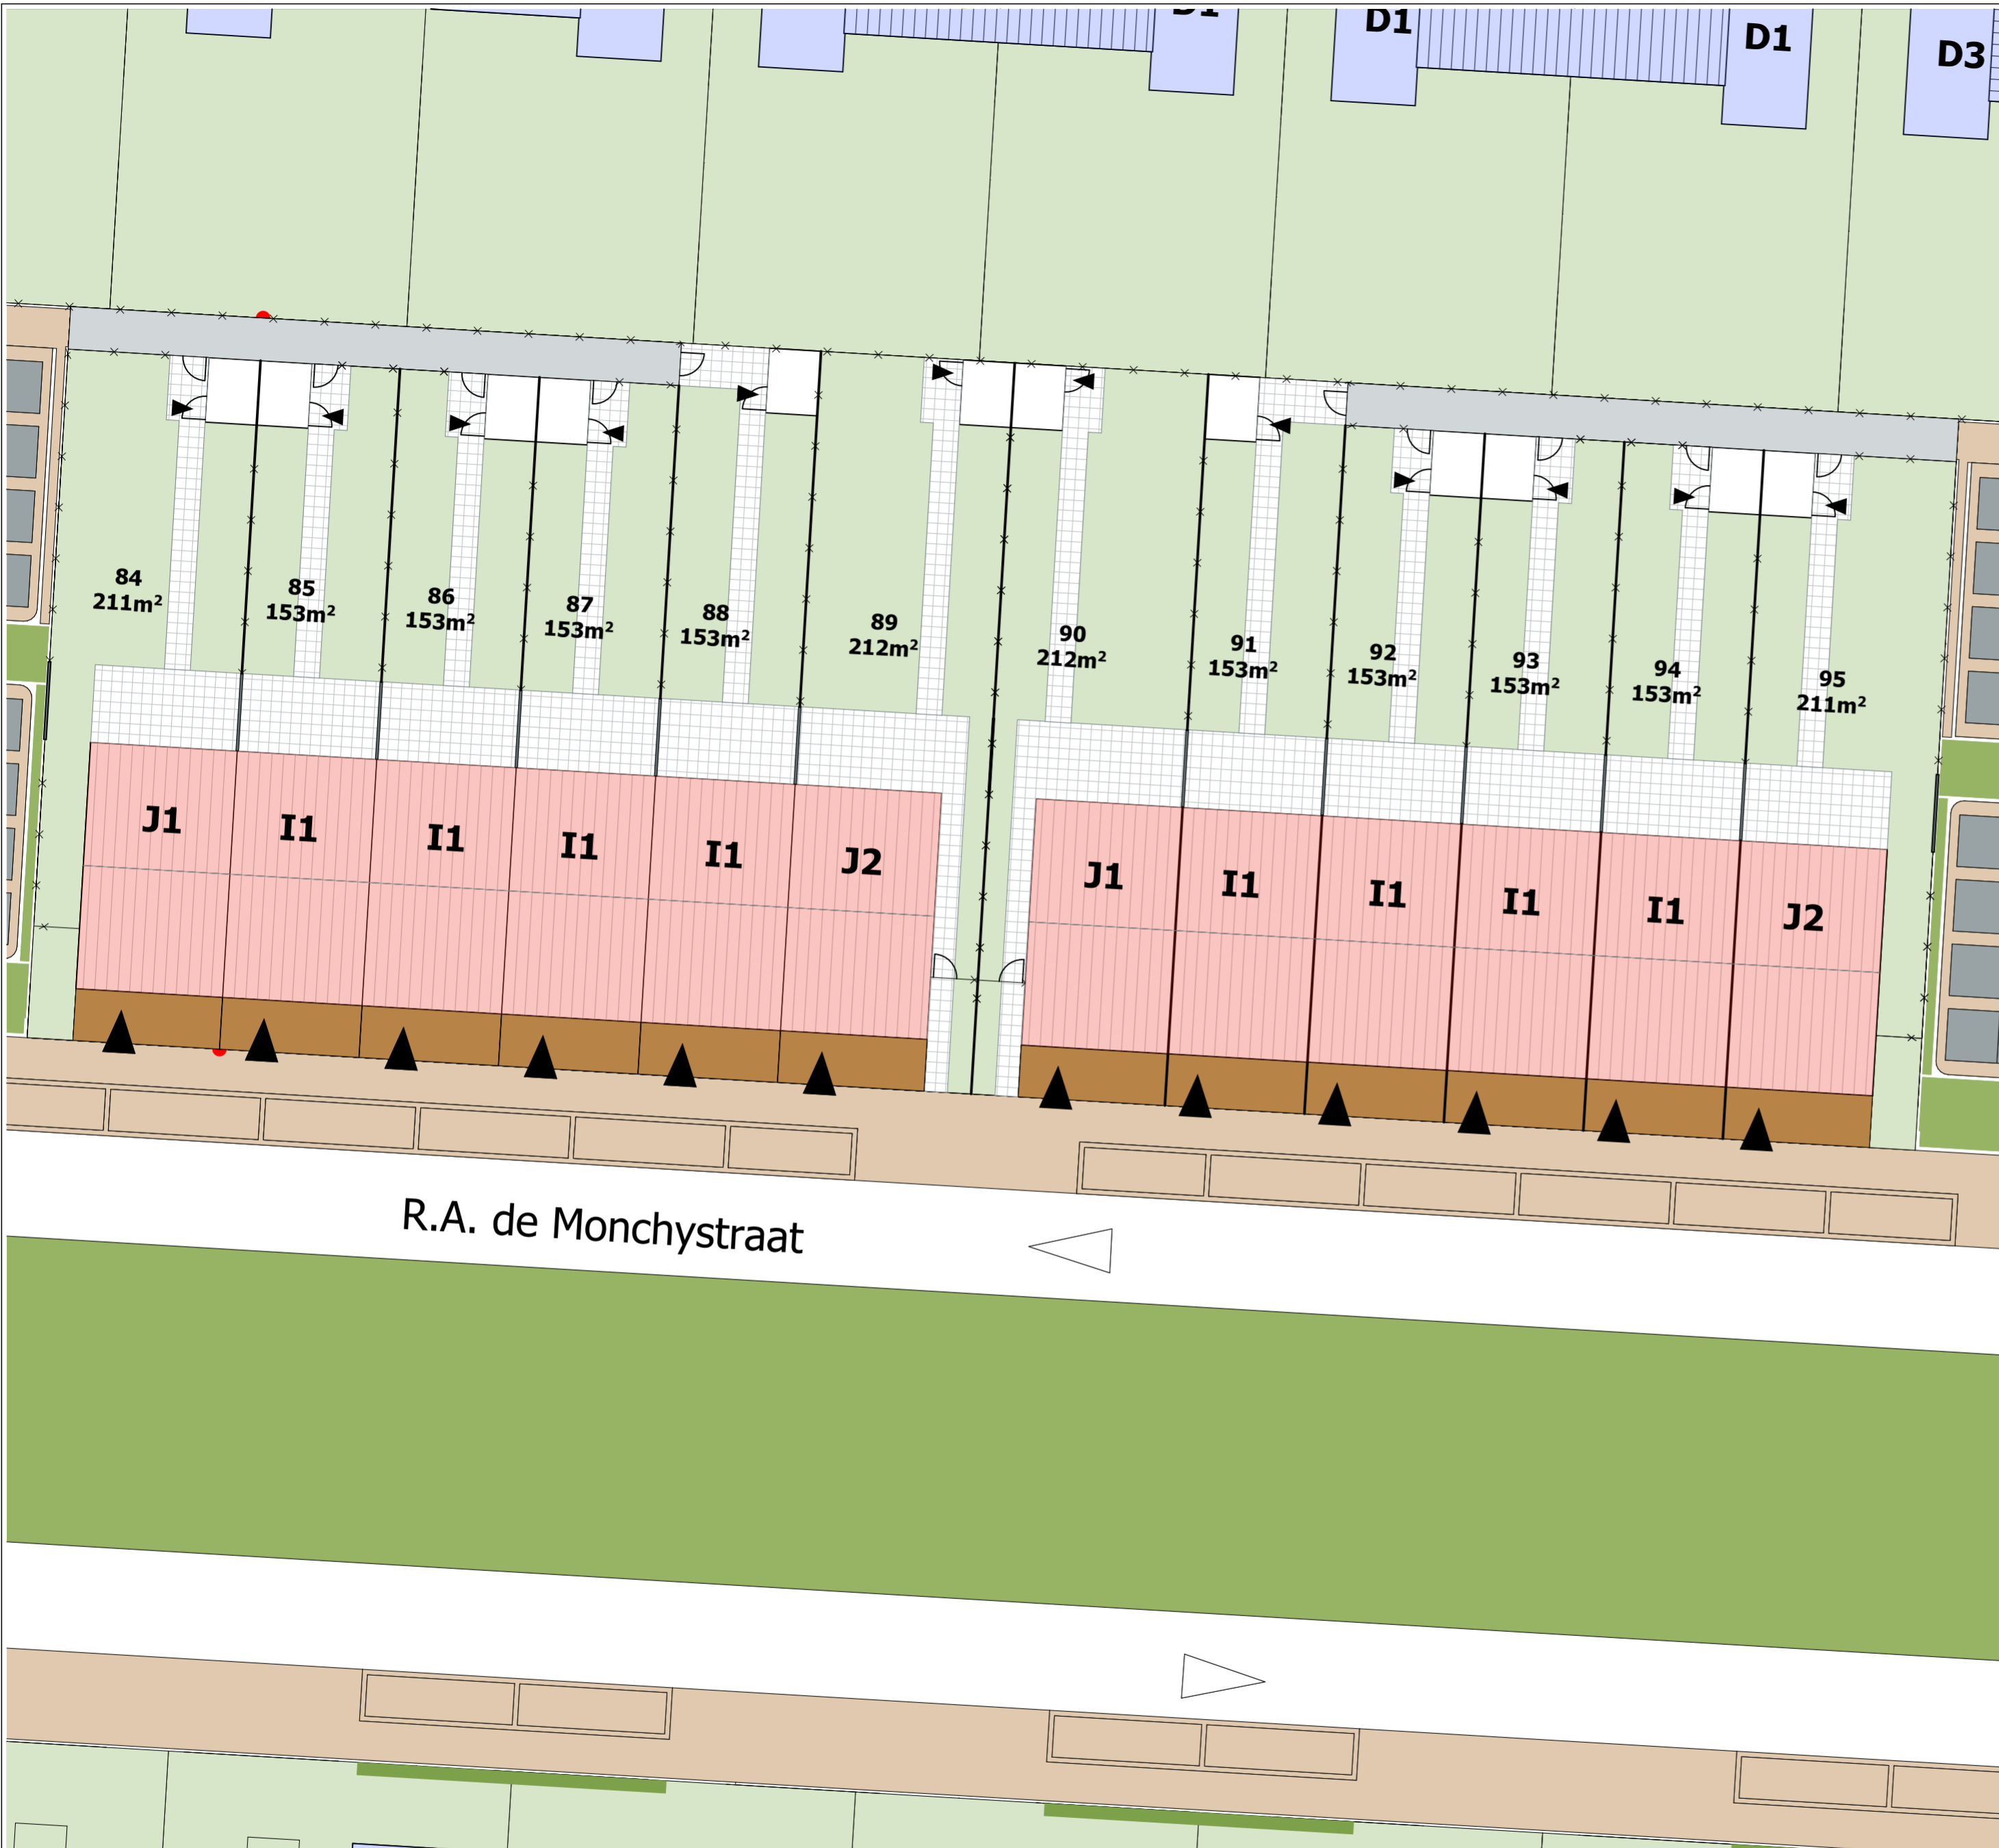 D1
D1
D1
D3
84
211m²
85
153m²
86
153m²
87
153m²
88
153m²
89
212m²
90
212m²
91
153m²
92
153m²
93
153m²
94
153m²
95
211m²
J1
I1
I1
I1
I1
J2
J1
I1
I1
I1
I1
J2
R.A. de Monchystraat